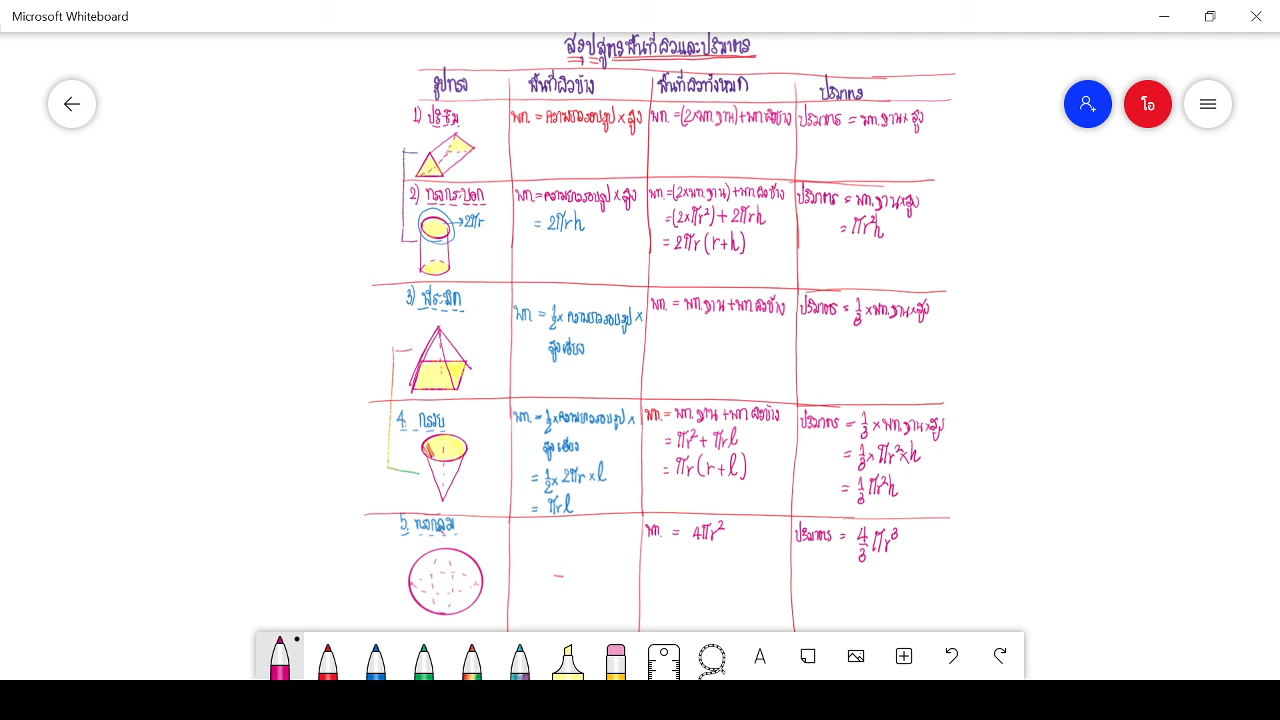 Microsoft Whiteboard
สรุปสูตรพื้นที่ผิวและปริมาตร
รูปทรง พื้นที่ผิวข้าง พื้นที่ผิวทั้งหมด ปริมาตร
1) ปริซึม พท. = ความยาวรอบรูป × สูง พท. = (2×พท.ฐาน) + พท.ผิวข้าง ปริมาตร = พท.ฐาน × สูง
2) ทรงกระบอก พท. = ความยาวรอบรูป × สูง พท. = (2×พท.ฐาน) + พท.ผิวข้าง ปริมาตร = พท.ฐาน × สูง
2πr = 2πrh = (2×πr²) + 2πrh = πr²h
= 2πr(r+h)
3) พีระมิด พท. = 1/2 × ความยาวรอบรูป × พท. = พท.ฐาน + พท.ผิวข้าง ปริมาตร = 1/3 × พท.ฐาน × สูง
สูงเอียง
4. กรวย พท. = 1/2 × ความยาวรอบรูป × พท. = พท.ฐาน + พท.ผิวข้าง ปริมาตร = 1/3 × พท.ฐาน × สูง
สูงเอียง = πr² + πrl = 1/3 × πr² × h
= 1/2 × 2πr × l = πr(r+l) = 1/3 πr²h
= πrl
5. ทรงกลม พท. = 4πr² ปริมาตร = 4/3 πr³
–
โอ
A